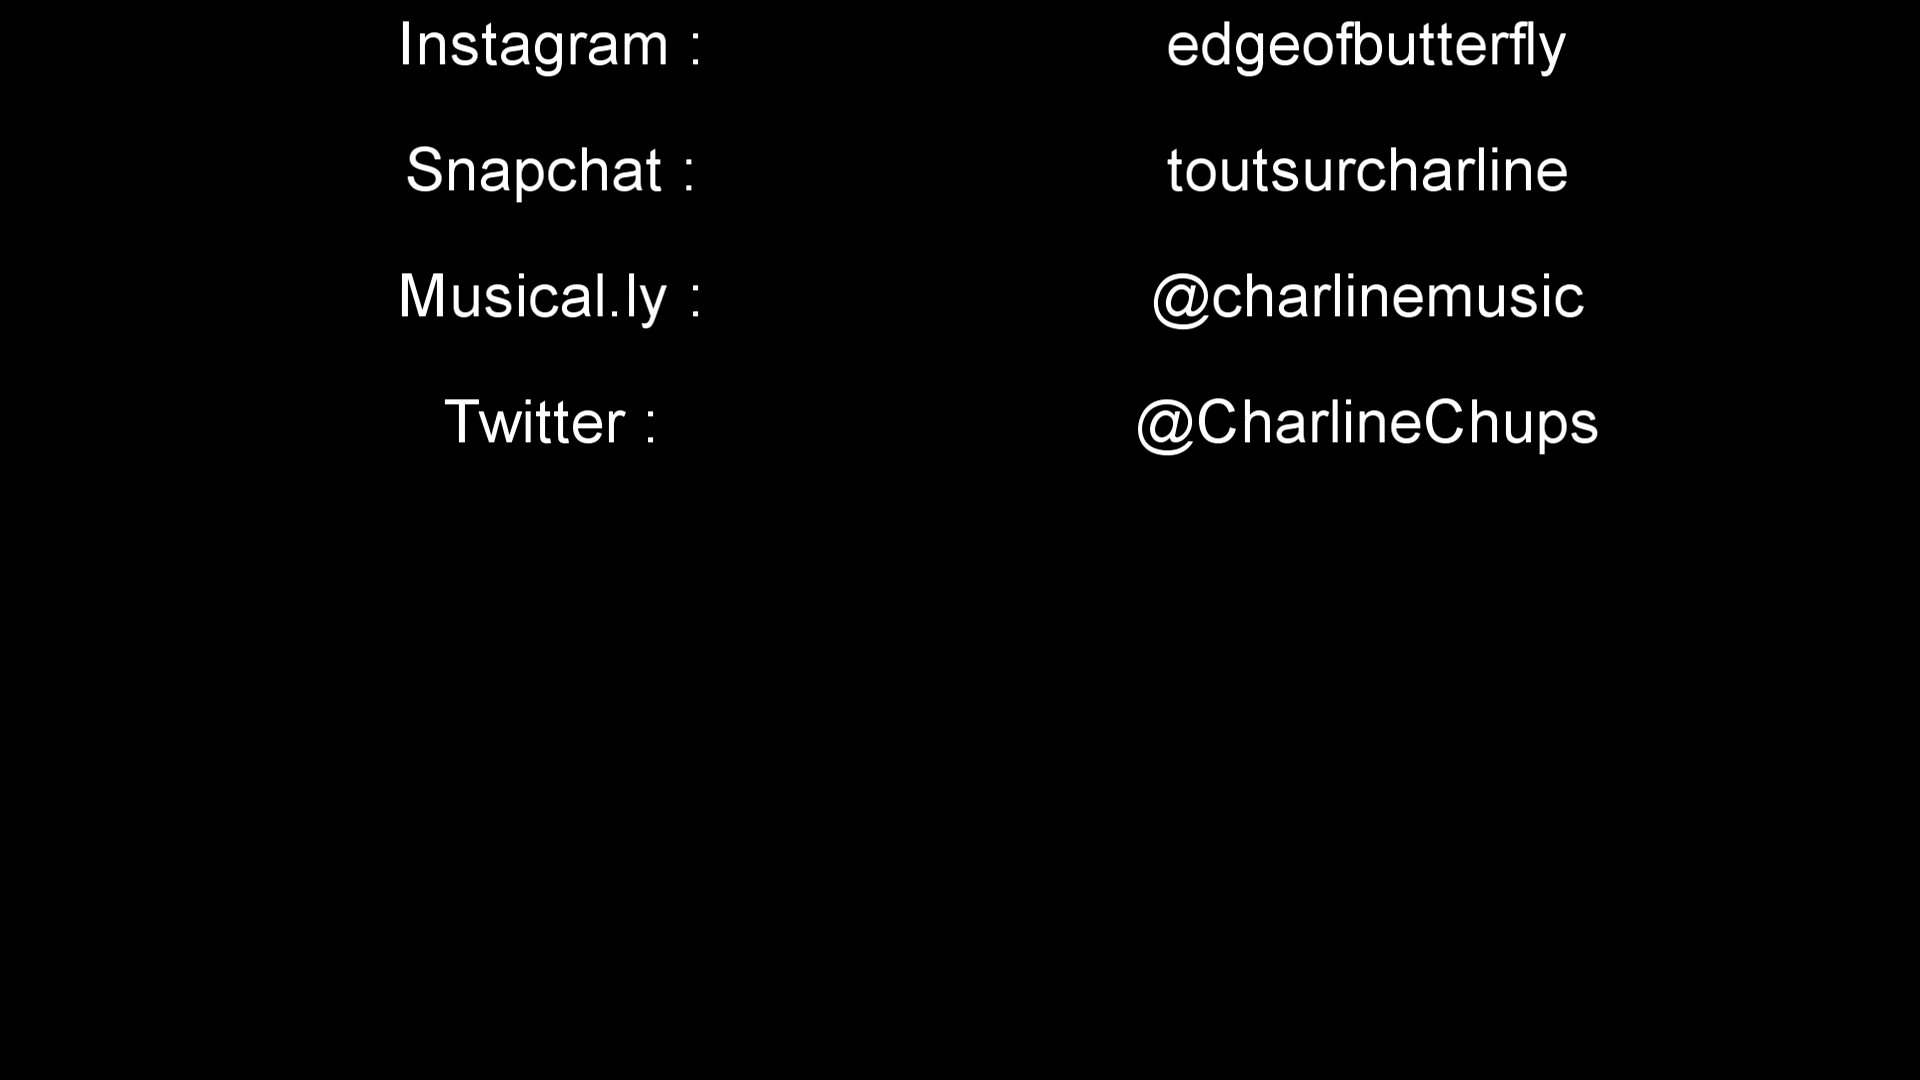 Instagram : edgeofbutterfly
Snapchat : toutsurcharline
Musical.ly : @charlinemusic
Twitter : @CharlineChups